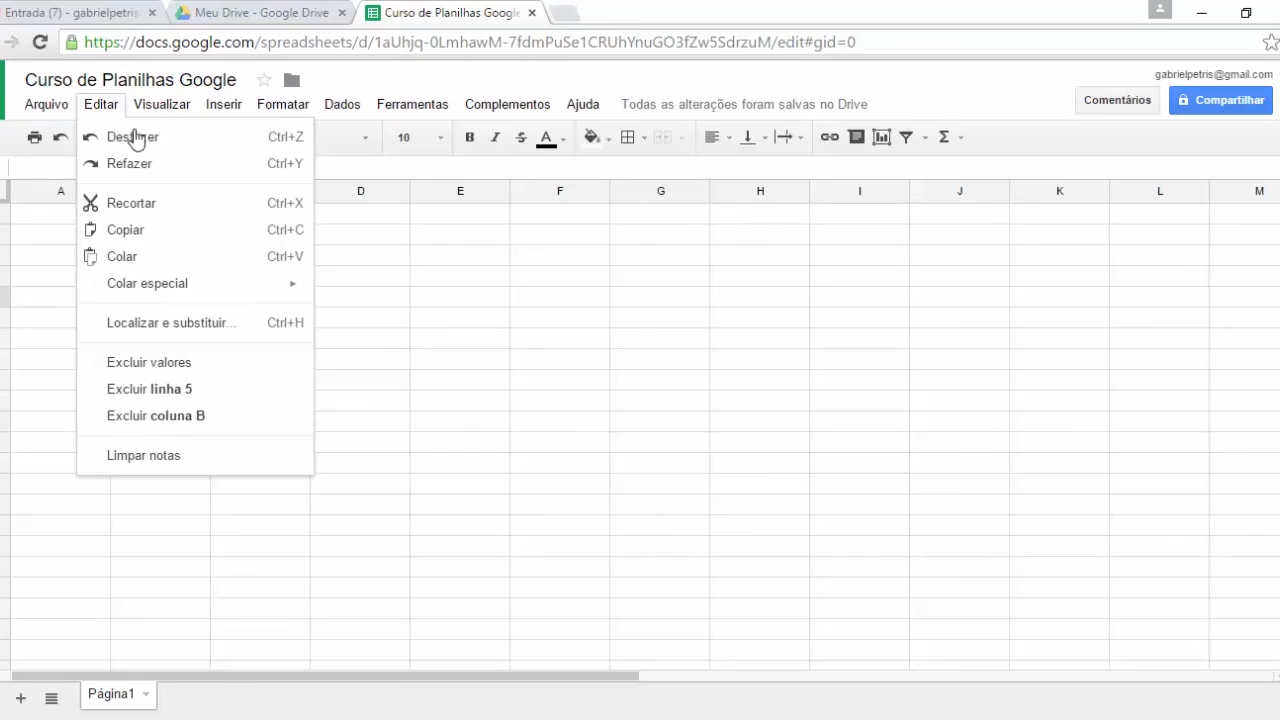 Entrada (7) - gabrielpetris
Meu Drive - Google Drive
Curso de Planilhas Google
https://docs.google.com/spreadsheets/d/1aUhjq-0LmhawM-7fdmPuSe1CRUhYnuGO3fZw5SdrzuM/edit#gid=0
Curso de Planilhas Google
gabrielpetris@gmail.com
Arquivo Editar Visualizar Inserir Formatar Dados Ferramentas Complementos Ajuda Todas as alterações foram salvas no Drive
Comentários Compartilhar
10 B I S A Σ
A D E F G H I J K L M
Desfazer Ctrl+Z
Refazer Ctrl+Y
Recortar Ctrl+X
Copiar Ctrl+C
Colar Ctrl+V
Colar especial
Localizar e substituir... Ctrl+H
Excluir valores
Excluir linha 5
Excluir coluna B
Limpar notas
Página1